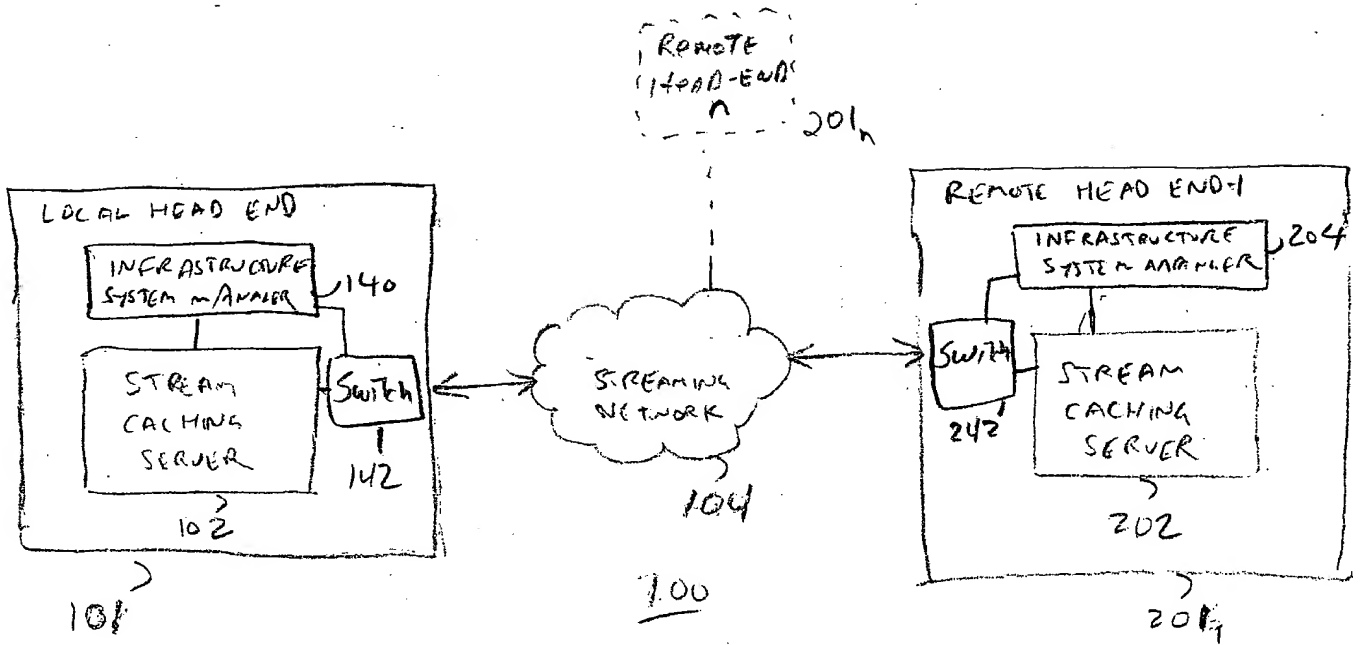 REMOTE
HEAD-END
n
201n
LOCAL HEAD END
INFRASTRUCTURE
SYSTEM MANAGER
140
STREAM
CACHING
SERVER
102
Switch
142
101
STREAMING
NETWORK
104
100
REMOTE HEAD END-1
INFRASTRUCTURE
SYSTEM MANAGER
204
Switch
242
STREAM
CACHING
SERVER
202
2011